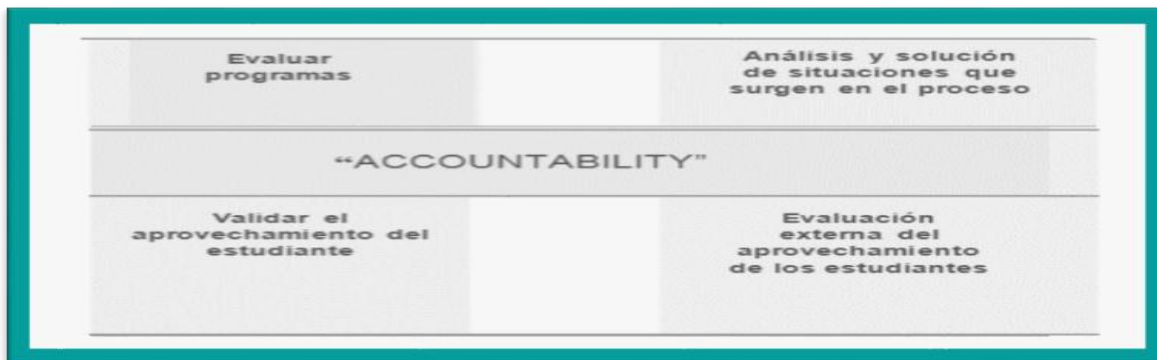 Evaluar
programas
Análisis y solución
de situaciones que
surgen en el proceso
“ACCOUNTABILITY”
Validar el
aprovechamiento del
estudiante
Evaluación
externa del
aprovechamiento
de los estudiantes